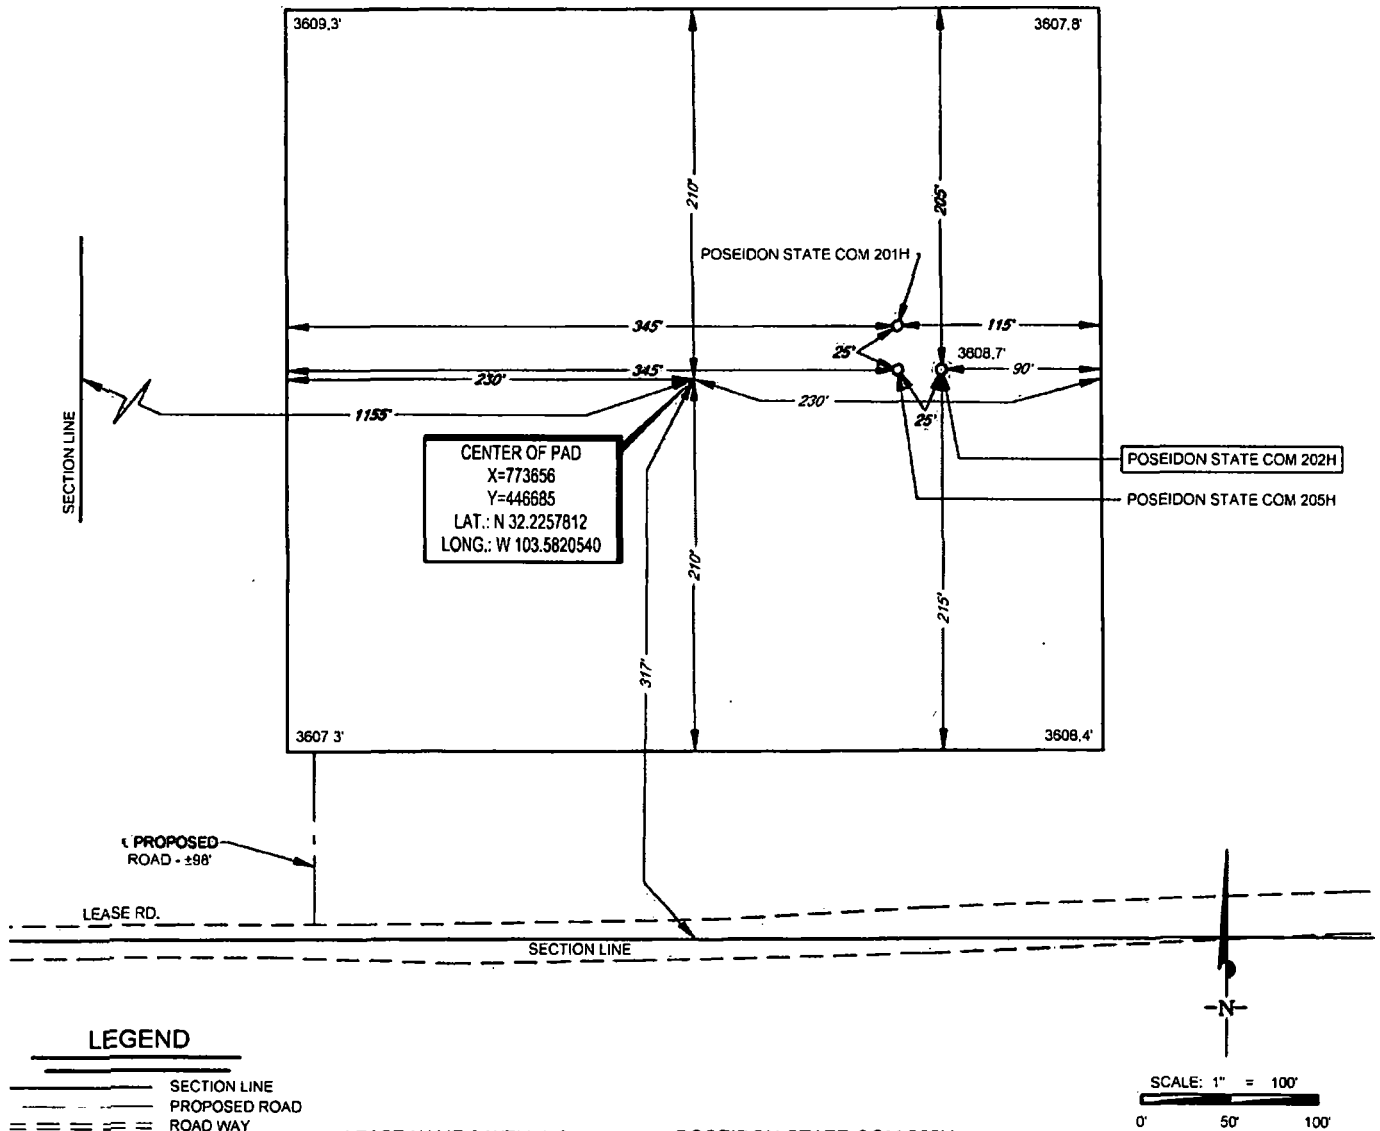 3609.3'
3607.8'
210'
205'
POSEIDON STATE COM 201H
345'
115'
25'
3608.7'
345'
90'
230'
230'
1155'
25'
SECTION LINE
CENTER OF PAD
X=773656
Y=446685
LAT.: N 32.2257812
LONG.: W 103.5820540
POSEIDON STATE COM 202H
POSEIDON STATE COM 205H
210'
215'
317'
3607.3'
3608.4'
PROPOSED
ROAD - ±98'
LEASE RD.
SECTION LINE
N
LEGEND
SECTION LINE
PROPOSED ROAD
ROAD WAY
SCALE: 1" = 100'
0' 50' 100'